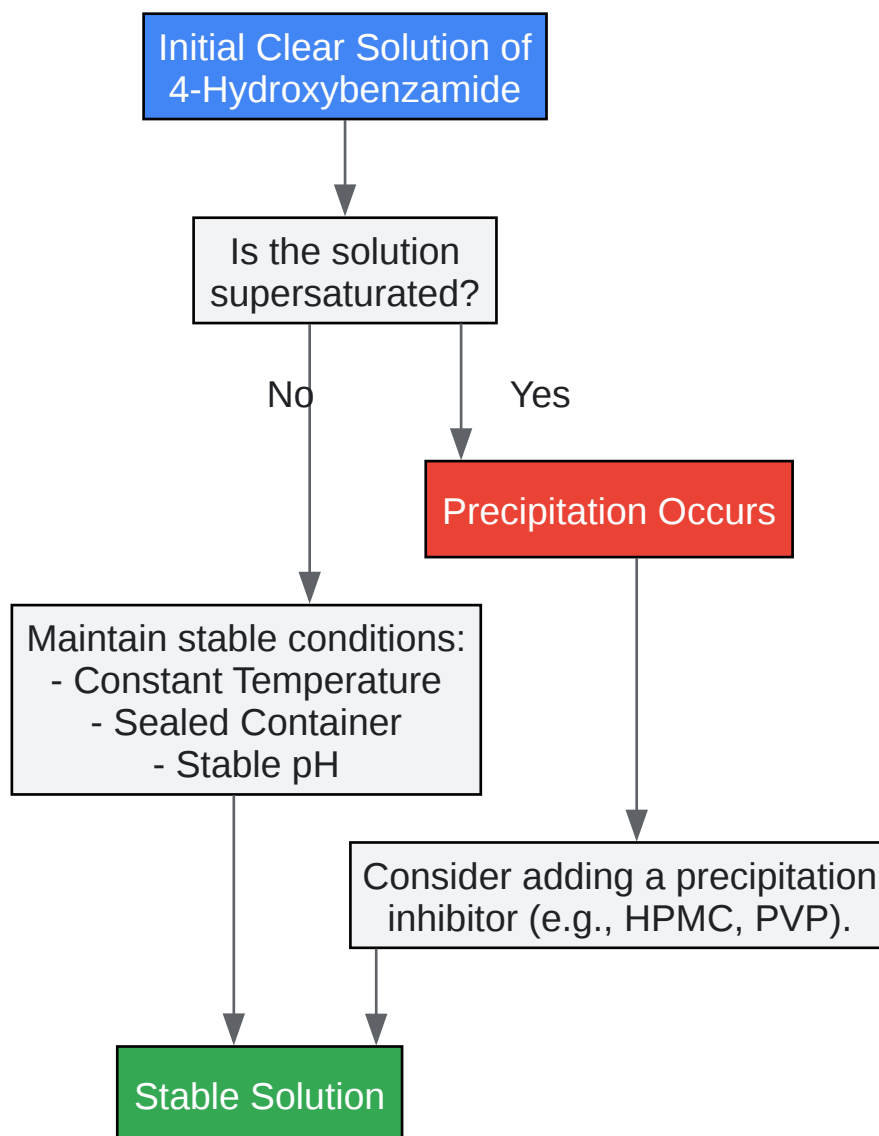 Initial Clear Solution of
4-Hydroxybenzamide
Is the solution
supersaturated?
No
Yes
Precipitation Occurs
Maintain stable conditions:
- Constant Temperature
- Sealed Container
- Stable pH
Consider adding a precipitation
inhibitor (e.g., HPMC, PVP).
Stable Solution